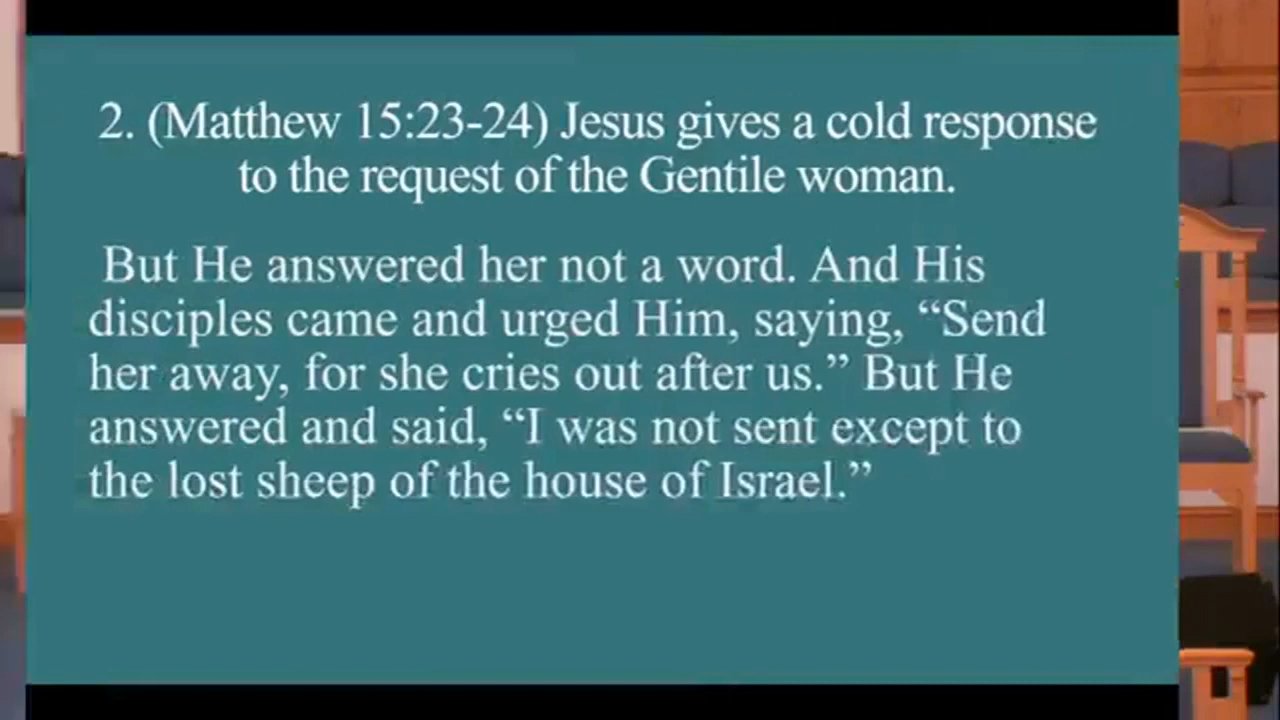 2. (Matthew 15:23-24) Jesus gives a cold response
to the request of the Gentile woman.
But He answered her not a word. And His
disciples came and urged Him, saying, “Send
her away, for she cries out after us.” But He
answered and said, “I was not sent except to
the lost sheep of the house of Israel.”